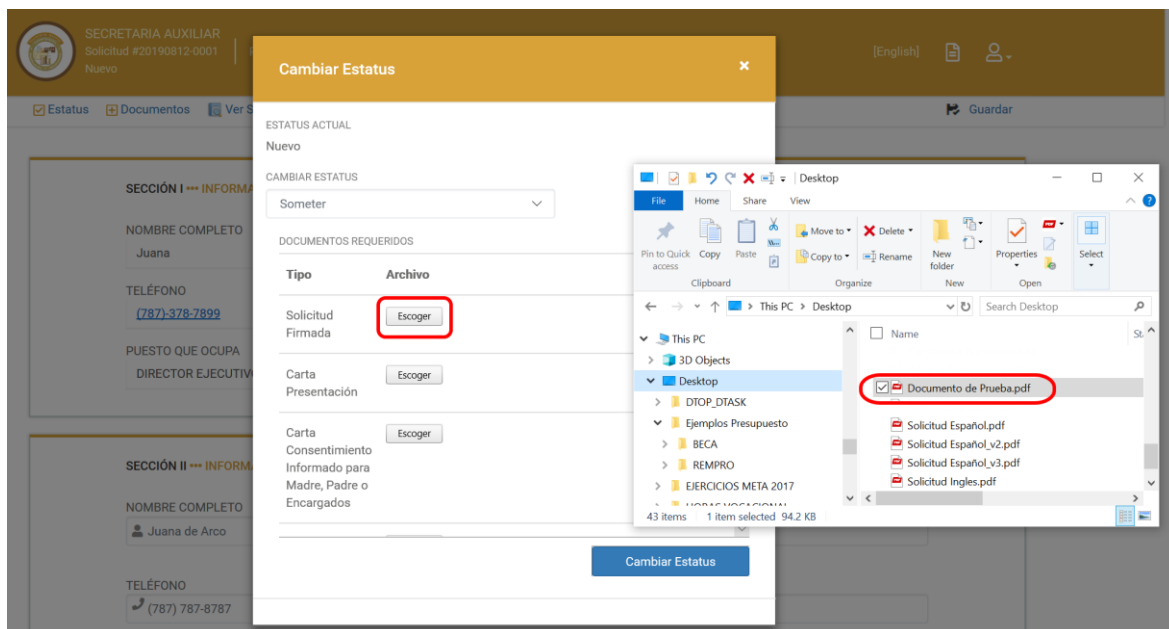 SECRETARIA AUXILIAR
Solicitud #20190812-0001
Nuevo
[English]
Estatus
Documentos
Ver S
Guardar
Cambiar Estatus
×
ESTATUS ACTUAL
Nuevo
CAMBIAR ESTATUS
Someter
DOCUMENTOS REQUERIDOS
Tipo Archivo
Solicitud
Firmada
Escoger
Carta
Presentación
Escoger
Carta
Consentimiento
Informado para
Madre, Padre o
Encargados
Escoger
Cambiar Estatus
SECCIÓN I ••• INFORMA
NOMBRE COMPLETO
Juana
TELÉFONO
(787)-378-7899
PUESTO QUE OCUPA
DIRECTOR EJECUTIV
SECCIÓN II ••• INFORMA
NOMBRE COMPLETO
Juana de Arco
TELÉFONO
(787) 787-8787
Desktop
File Home Share View
Pin to Quick
access
Copy
Paste
Move to
Copy to
Delete
Rename
New
folder
Properties
Select
Clipboard Organize New Open
This PC > Desktop
Search Desktop
This PC
3D Objects
Desktop
DTOP_DTASK
Ejemplos Presupuesto
BECA
REMPRO
EJERCICIOS META 2017
HORAS VOCACIONAL
Name
Documento de Prueba.pdf
Solicitud Español.pdf
Solicitud Español_v2.pdf
Solicitud Español_v3.pdf
Solicitud Ingles.pdf
43 items 1 item selected 94.2 KB